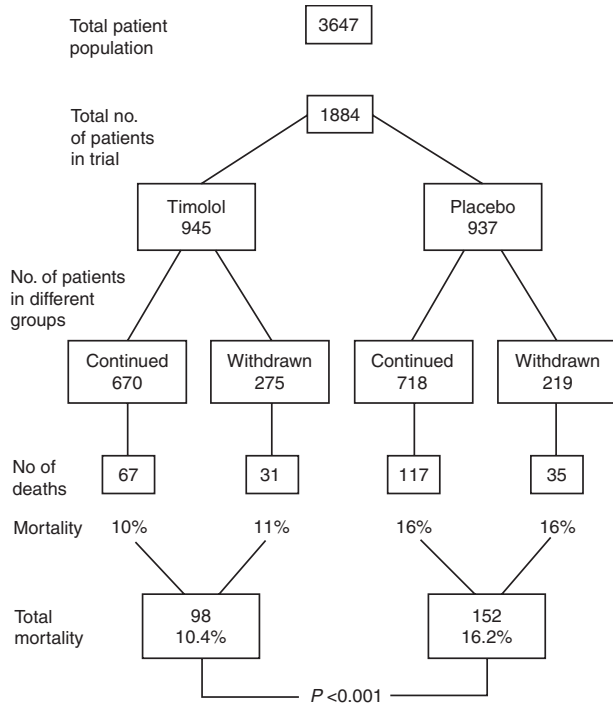 Total patient
population
3647
Total no.
of patients
in trial
1884
Timolol
945
Placebo
937
No. of patients
in different
groups
Continued
670
Withdrawn
275
Continued
718
Withdrawn
219
No of
deaths
67
31
117
35
Mortality
10%
11%
16%
16%
Total
mortality
98
10.4%
152
16.2%
P <0.001